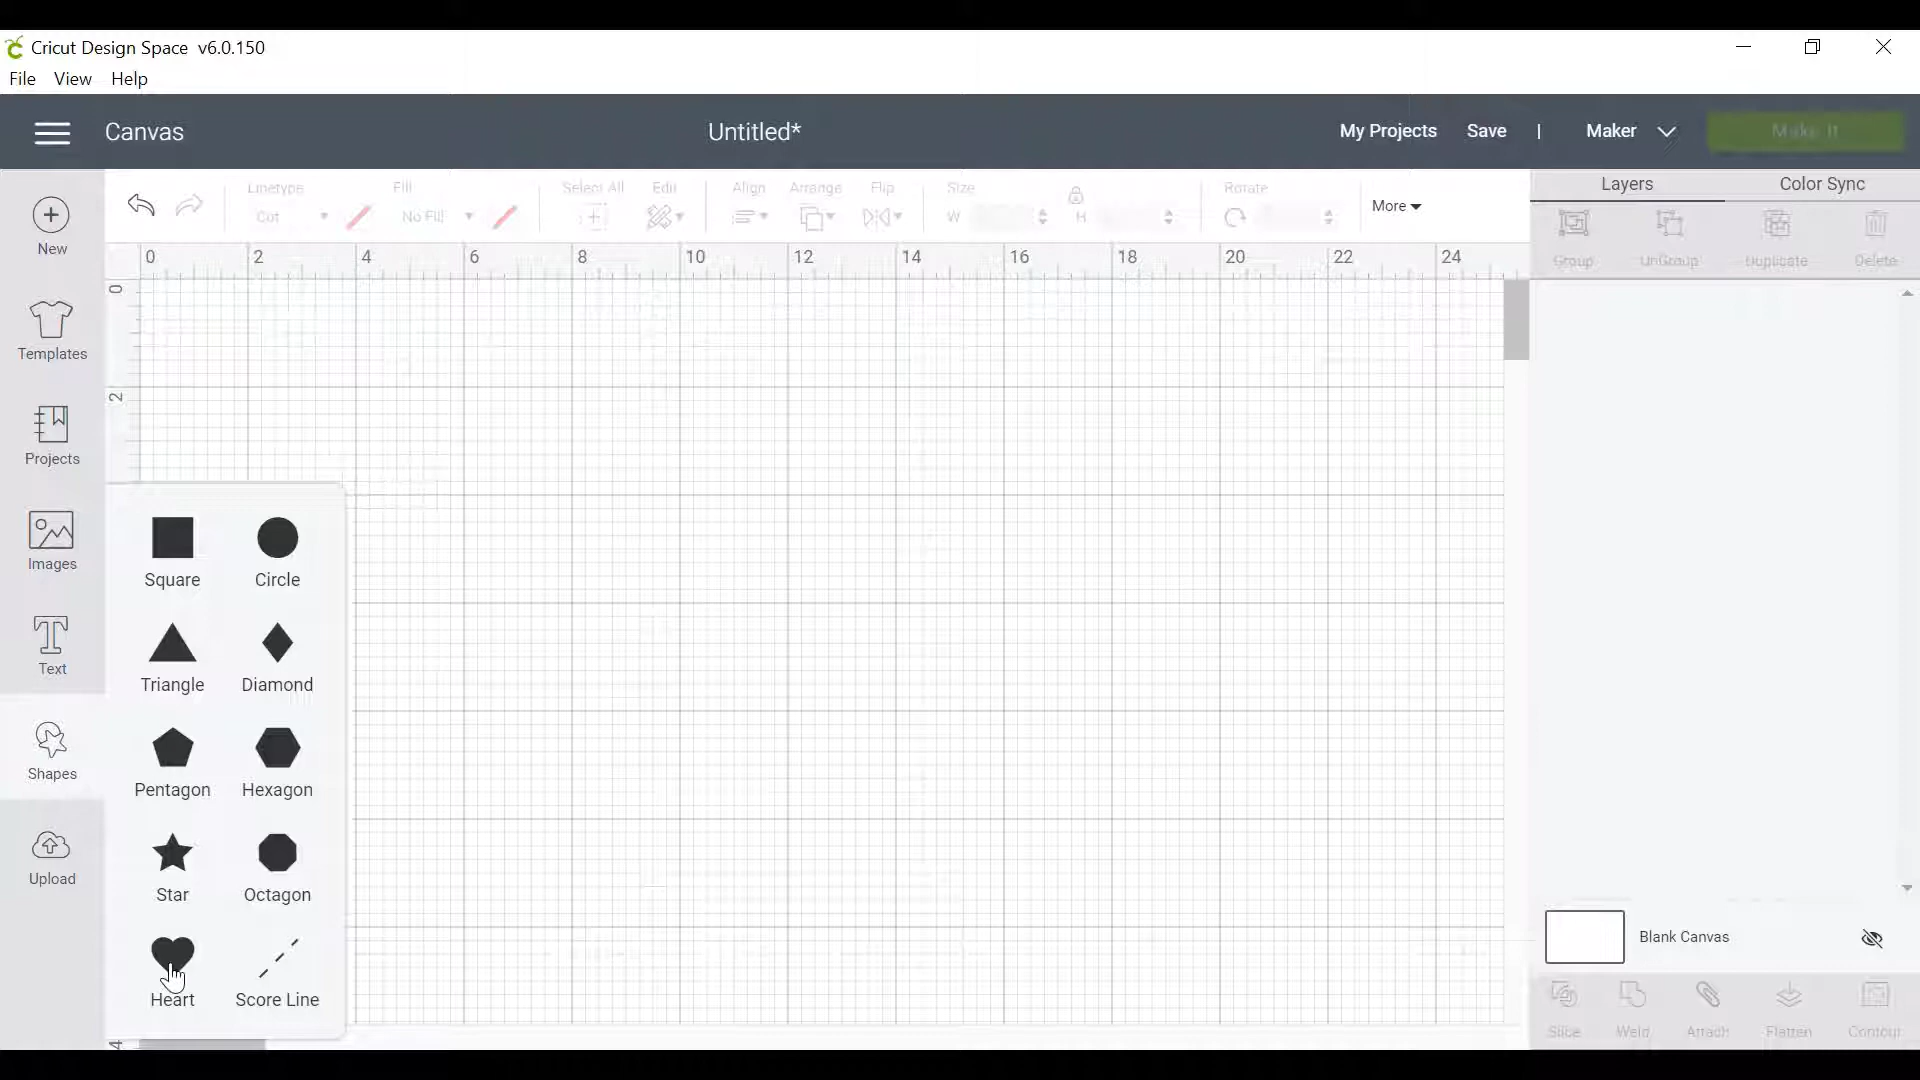 Cricut Design Space v6.0.150
File View Help
Canvas
Untitled*
My Projects Save | Maker
Make It
New
Templates
Projects
Images
Text
Shapes
Upload
Linetype
Cut
Fill
No Fill
Select All
Edit
Align
Arrange
Flip
Size
W
H
Rotate
More
0 2 4 6 8 10 12 14 16 18 20 22 24
0
2
Square Circle
Triangle Diamond
Pentagon Hexagon
Star Octagon
Heart Score Line
4
Layers Color Sync
Group UnGroup Duplicate Delete
Blank Canvas
Slice Weld Attach Flatten Contour